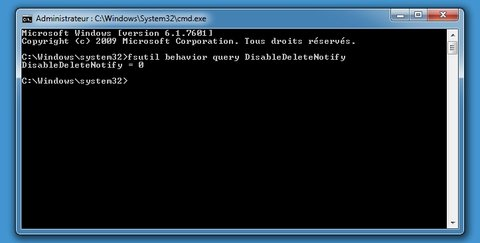 Administrateur : C:\Windows\System32\cmd.exe
Microsoft Windows [version 6.1.7601]
Copyright (c) 2009 Microsoft Corporation. Tous droits réservés.
C:\Windows\system32>fsutil behavior query DisableDeleteNotify
DisableDeleteNotify = 0
C:\Windows\system32>